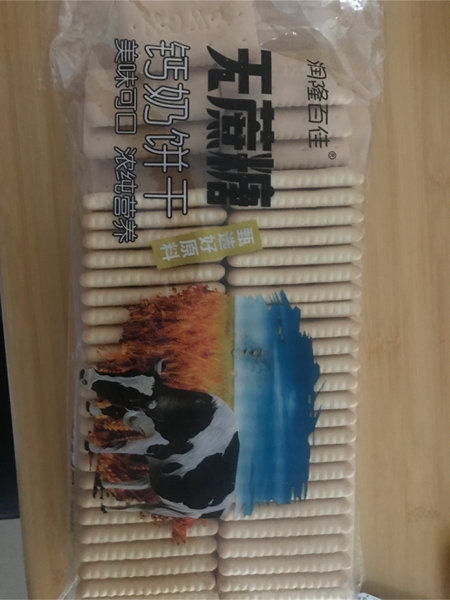 润隆百佳®
无蔗糖
钙奶饼干
美味可口 浓纯营养
甄选好原料